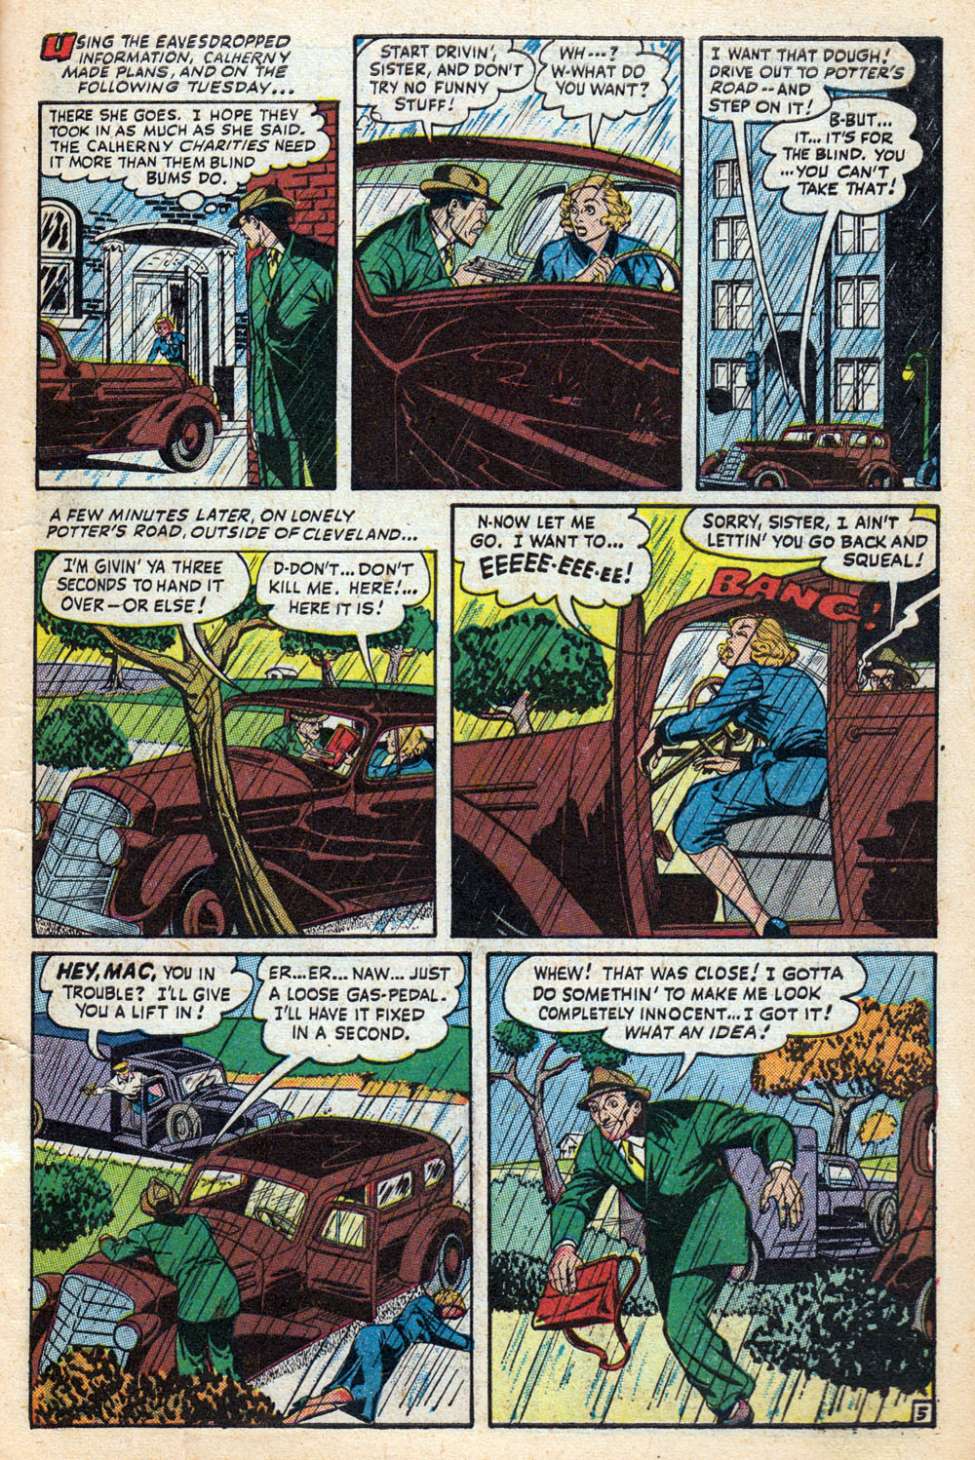 USING THE EAVESDROPPED
INFORMATION, CALHERNY
MADE PLANS, AND ON THE
FOLLOWING TUESDAY...
THERE SHE GOES. I HOPE THEY
TOOK IN AS MUCH AS SHE SAID.
THE CALHERNY CHARITIES NEED
IT MORE THAN THEM BLIND
BUMS DO.
START DRIVIN',
SISTER, AND DON'T
TRY NO FUNNY
STUFF!
WH---?
W-WHAT DO
YOU WANT?
I WANT THAT DOUGH!
DRIVE OUT TO POTTER'S
ROAD--AND
STEP ON IT!
B-BUT...
IT... IT'S FOR
THE BLIND. YOU
...YOU CAN'T
TAKE THAT!
A FEW MINUTES LATER, ON LONELY
POTTER'S ROAD, OUTSIDE OF CLEVELAND...
I'M GIVIN' YA THREE
SECONDS TO HAND IT
OVER--OR ELSE!
D-DON'T... DON'T
KILL ME. HERE!...
HERE IT IS!
N-NOW LET ME
GO. I WANT TO...
EEEEE-EEE-EE!
SORRY, SISTER, I AIN'T
LETTIN' YOU GO BACK AND
SQUEAL!
BANG!
HEY, MAC, YOU IN
TROUBLE? I'LL GIVE
YOU A LIFT IN!
ER...ER... NAW... JUST
A LOOSE GAS-PEDAL.
I'LL HAVE IT FIXED
IN A SECOND.
WHEW! THAT WAS CLOSE! I GOTTA
DO SOMETHIN' TO MAKE ME LOOK
COMPLETELY INNOCENT...I GOT IT!
WHAT AN IDEA!
5